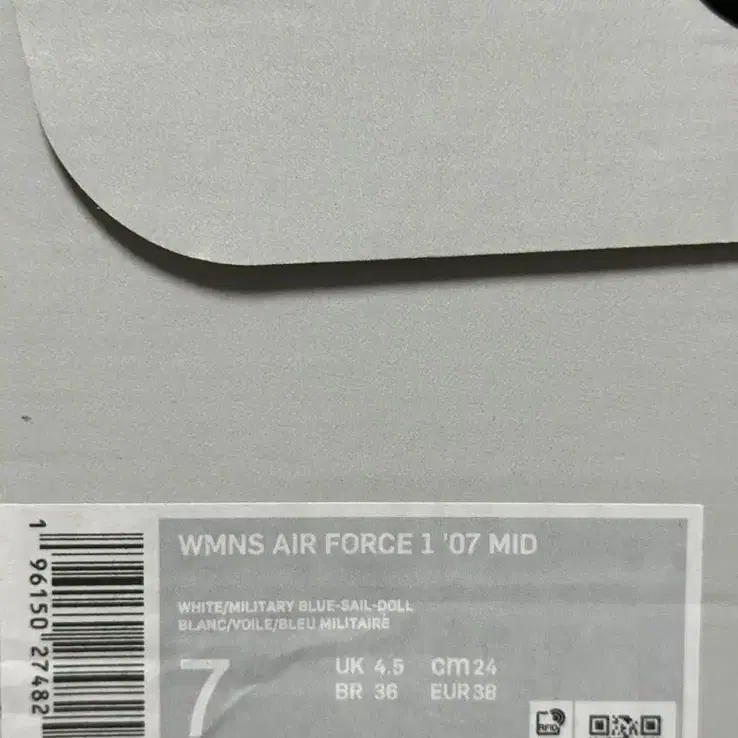 WMNS AIR FORCE 1 '07 MID
WHITE/MILITARY BLUE-SAIL-DOLL
BLANC/VOILE/BLEU MILITAIRE
7
UK 4.5 cm 24
BR 36 EUR 38
RFID
1 96150 27482